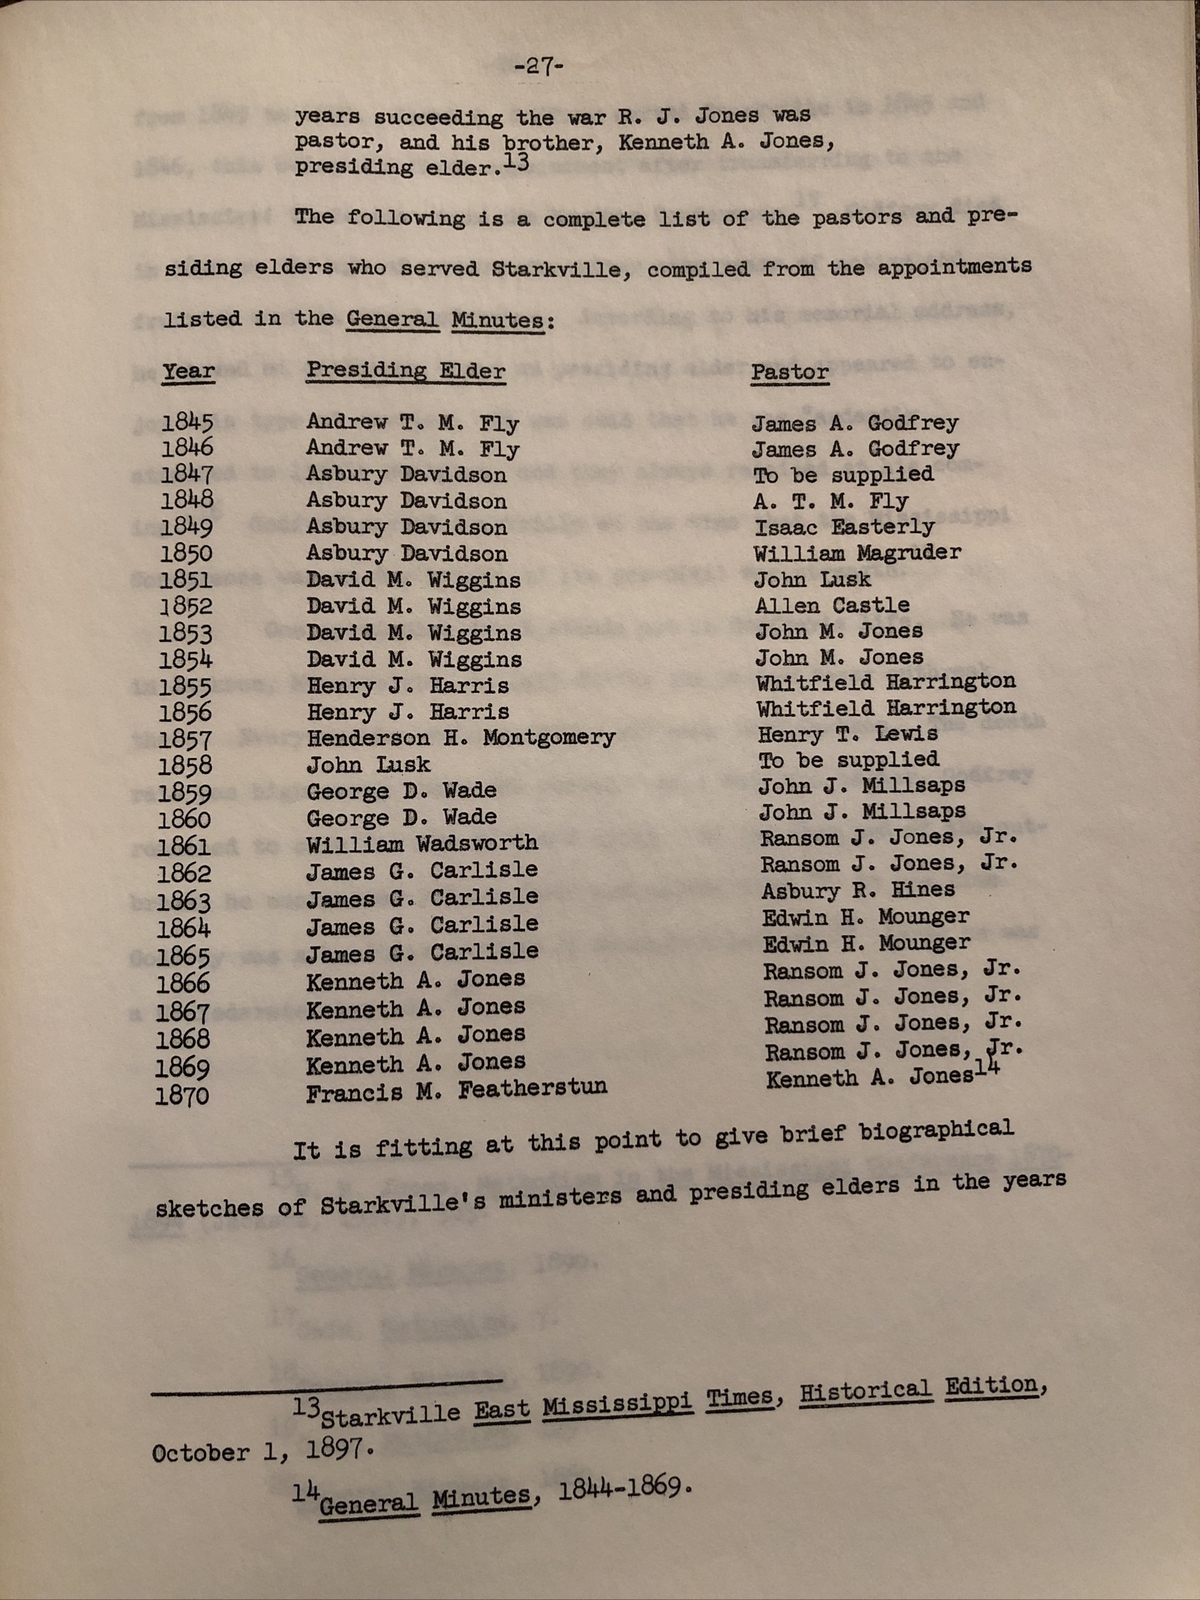 -27-
years succeeding the war R. J. Jones was
pastor, and his brother, Kenneth A. Jones,
presiding elder.13
The following is a complete list of the pastors and pre-
siding elders who served Starkville, compiled from the appointments
listed in the General Minutes:
Year Presiding Elder Pastor
1845 Andrew T. M. Fly James A. Godfrey
1846 Andrew T. M. Fly James A. Godfrey
1847 Asbury Davidson To be supplied
1848 Asbury Davidson A. T. M. Fly
1849 Asbury Davidson Isaac Easterly
1850 Asbury Davidson William Magruder
1851 David M. Wiggins John Lusk
1852 David M. Wiggins Allen Castle
1853 David M. Wiggins John M. Jones
1854 David M. Wiggins John M. Jones
1855 Henry J. Harris Whitfield Harrington
1856 Henry J. Harris Whitfield Harrington
1857 Henderson H. Montgomery Henry T. Lewis
1858 John Lusk To be supplied
1859 George D. Wade John J. Millsaps
1860 George D. Wade John J. Millsaps
1861 William Wadsworth Ransom J. Jones, Jr.
1862 James G. Carlisle Ransom J. Jones, Jr.
1863 James G. Carlisle Asbury R. Hines
1864 James G. Carlisle Edwin H. Mounger
1865 James G. Carlisle Edwin H. Mounger
1866 Kenneth A. Jones Ransom J. Jones, Jr.
1867 Kenneth A. Jones Ransom J. Jones, Jr.
1868 Kenneth A. Jones Ransom J. Jones, Jr.
1869 Kenneth A. Jones Ransom J. Jones, Jr.
1870 Francis M. Featherstun Kenneth A. Jones14
It is fitting at this point to give brief biographical
sketches of Starkville's ministers and presiding elders in the years
13Starkville East Mississippi Times, Historical Edition,
October 1, 1897.
14General Minutes, 1844-1869.